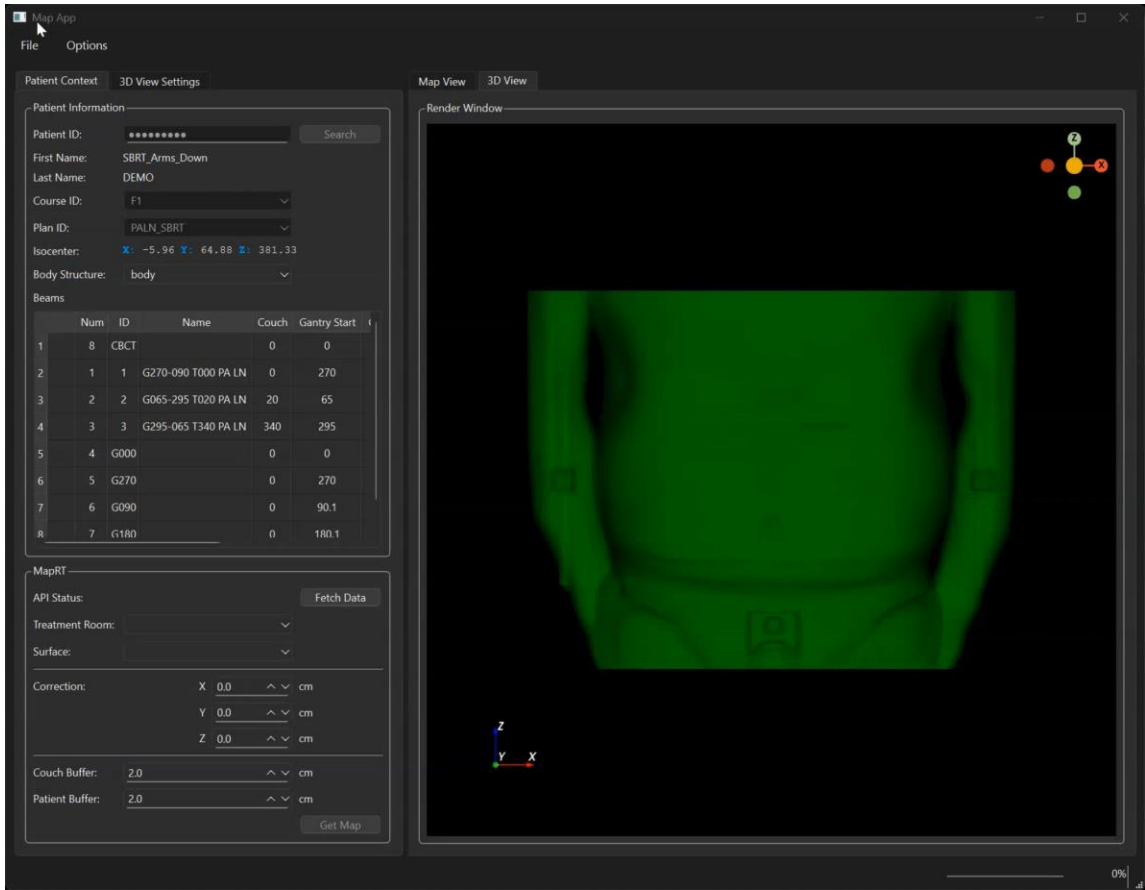 Map App
File Options
Patient Context 3D View Settings
Map View 3D View
Patient Information
Render Window
Patient ID: ●●●●●●●●● Search
First Name: SBRT_Arms_Down
Last Name: DEMO
Course ID: F1
Plan ID: PALN_SBRT
Isocenter: X: -5.96 Y: 64.88 Z: 381.33
Body Structure: body
Beams
Num ID Name Couch Gantry Start
1 8 CBCT 0 0
2 1 1 G270-090 T000 PA LN 0 270
3 2 2 G065-295 T020 PA LN 20 65
4 3 3 G295-065 T340 PA LN 340 295
5 4 G000 0 0
6 5 G270 0 270
7 6 G090 0 90.1
8 7 G180 0 180.1
MapRT
API Status: Fetch Data
Treatment Room:
Surface:
Correction: X 0.0 cm
Y 0.0 cm
Z 0.0 cm
Couch Buffer: 2.0 cm
Patient Buffer: 2.0 cm
Get Map
Z
X
Z
Y X
0%